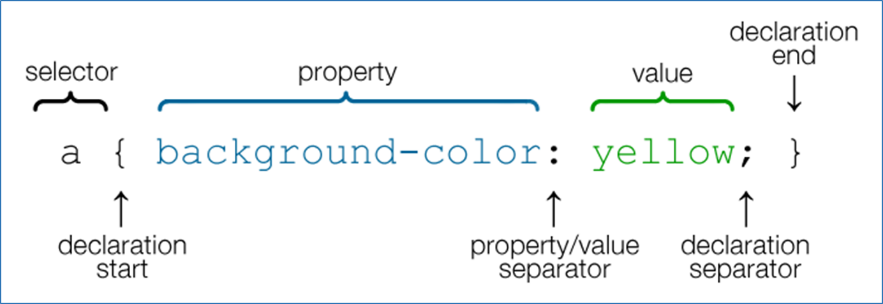 declaration
end
selector
property
value
a { background-color: yellow; }
declaration
start
property/value
separator
declaration
separator